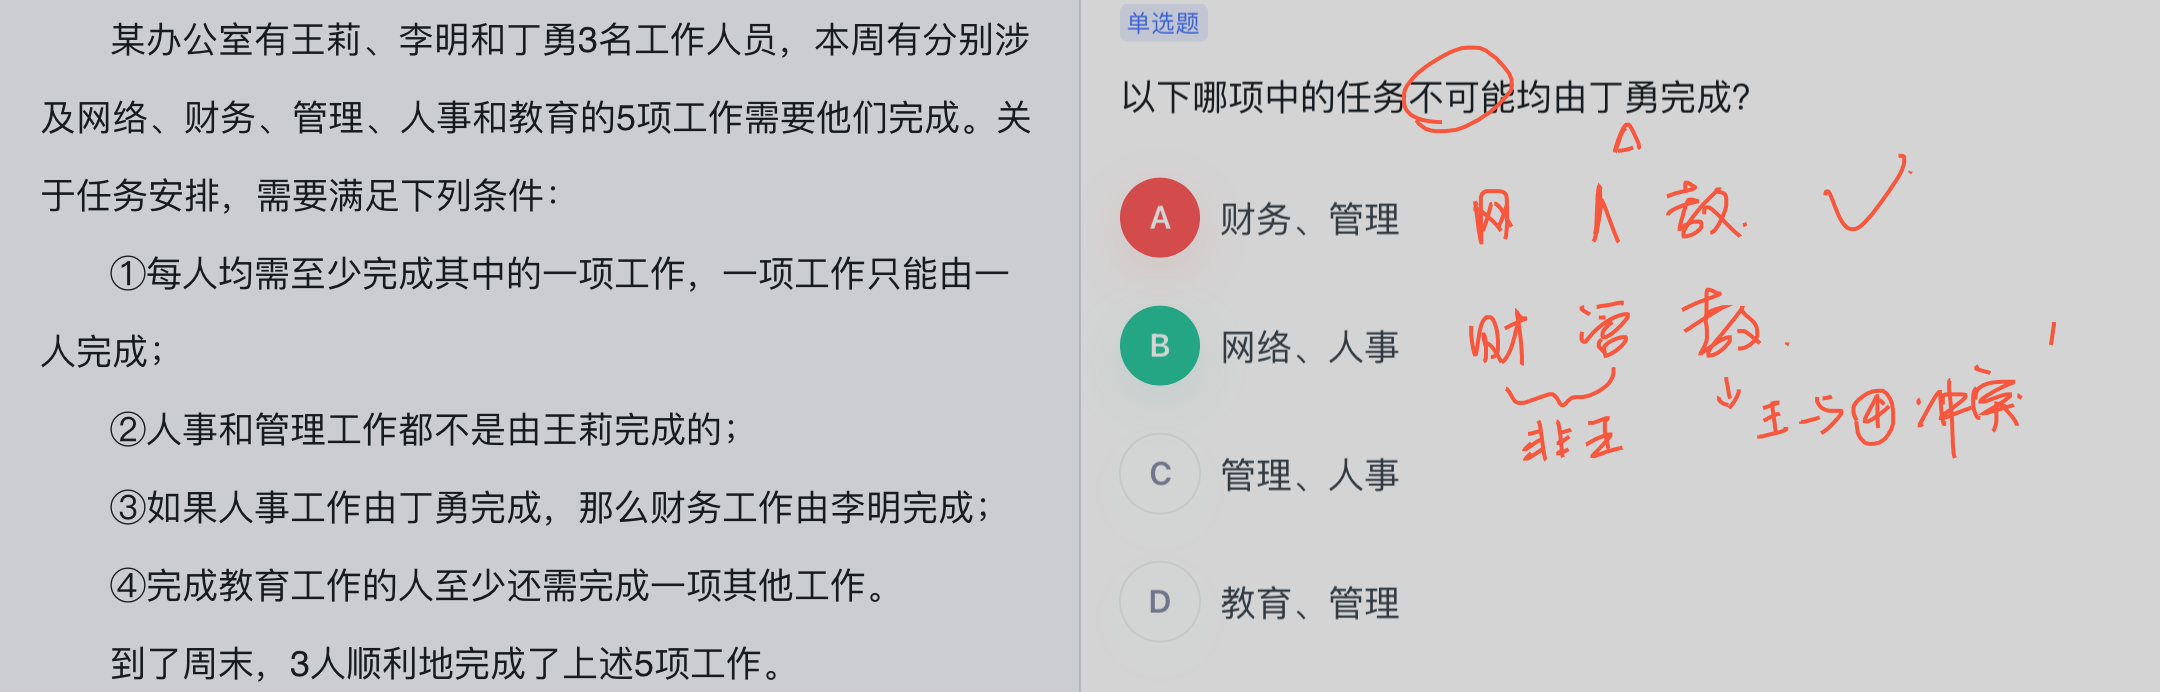 某办公室有王莉、李明和丁勇3名工作人员，本周有分别涉
及网络、财务、管理、人事和教育的5项工作需要他们完成。关
于任务安排，需要满足下列条件：
①每人均需至少完成其中的一项工作，一项工作只能由一
人完成；
②人事和管理工作都不是由王莉完成的；
③如果人事工作由丁勇完成，那么财务工作由李明完成；
④完成教育工作的人至少还需完成一项其他工作。
到了周末，3人顺利地完成了上述5项工作。
单选题
以下哪项中的任务不可能均由丁勇完成?
A 财务、管理
网 人 教.
B 网络、人事
财 管 教.
非王
王→④冲突
C 管理、人事
D 教育、管理